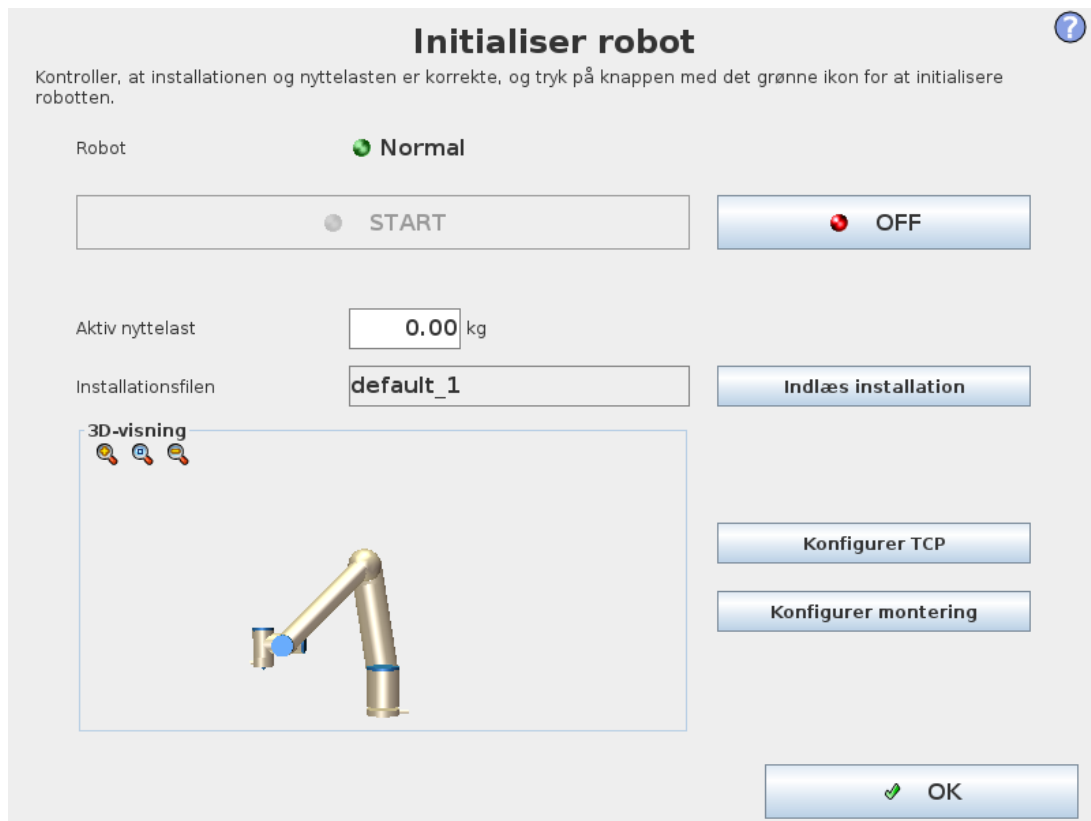 Initialiser robot
?
Kontroller, at installationen og nyttelasten er korrekte, og tryk på knappen med det grønne ikon for at initialisere
robotten.
Robot Normal
START OFF
Aktiv nyttelast 0.00 kg
Installationsfilen default_1 Indlæs installation
3D-visning
Konfigurer TCP
Konfigurer montering
OK